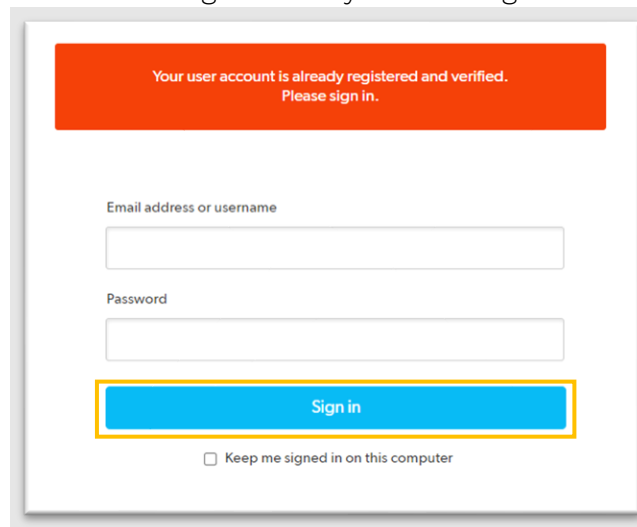 Your user account is already registered and verified.
Please sign in.
Email address or username
Password
Sign in
Keep me signed in on this computer